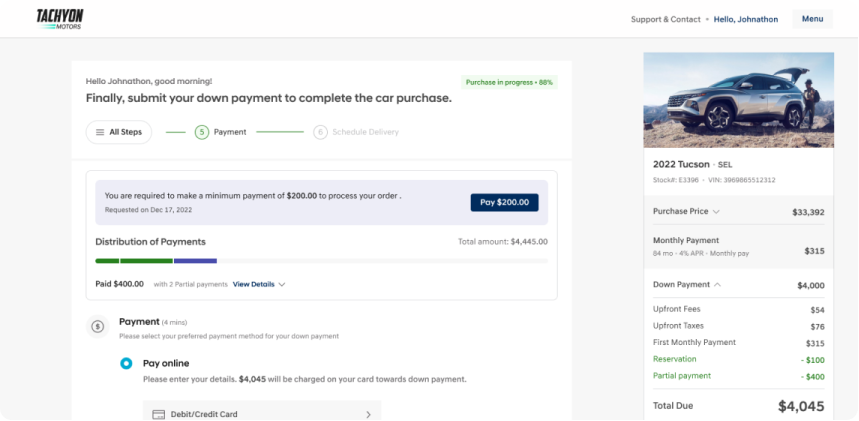 TACHYON
MOTORS
Support & Contact • Hello, Johnathon Menu
Hello Johnathon, good morning!
Purchase in progress • 88%
Finally, submit your down payment to complete the car purchase.
All Steps 5 Payment 6 Schedule Delivery
You are required to make a minimum payment of $200.00 to process your order .
Requested on Dec 17, 2022
Pay $200.00
Distribution of Payments Total amount: $4,445.00
Paid $400.00 with 2 Partial payments View Details
$ Payment (4 mins)
Please select your preferred payment method for your down payment
Pay online
Please enter your details. $4,045 will be charged on your card towards down payment.
Debit/Credit Card
2022 Tucson - SEL
Stock#: E3396 - VIN: 3969865512312
Purchase Price $33,392
Monthly Payment
84 mo - 4% APR - Monthly pay $315
Down Payment $4,000
Upfront Fees $54
Upfront Taxes $76
First Monthly Payment $315
Reservation - $100
Partial payment - $400
Total Due $4,045